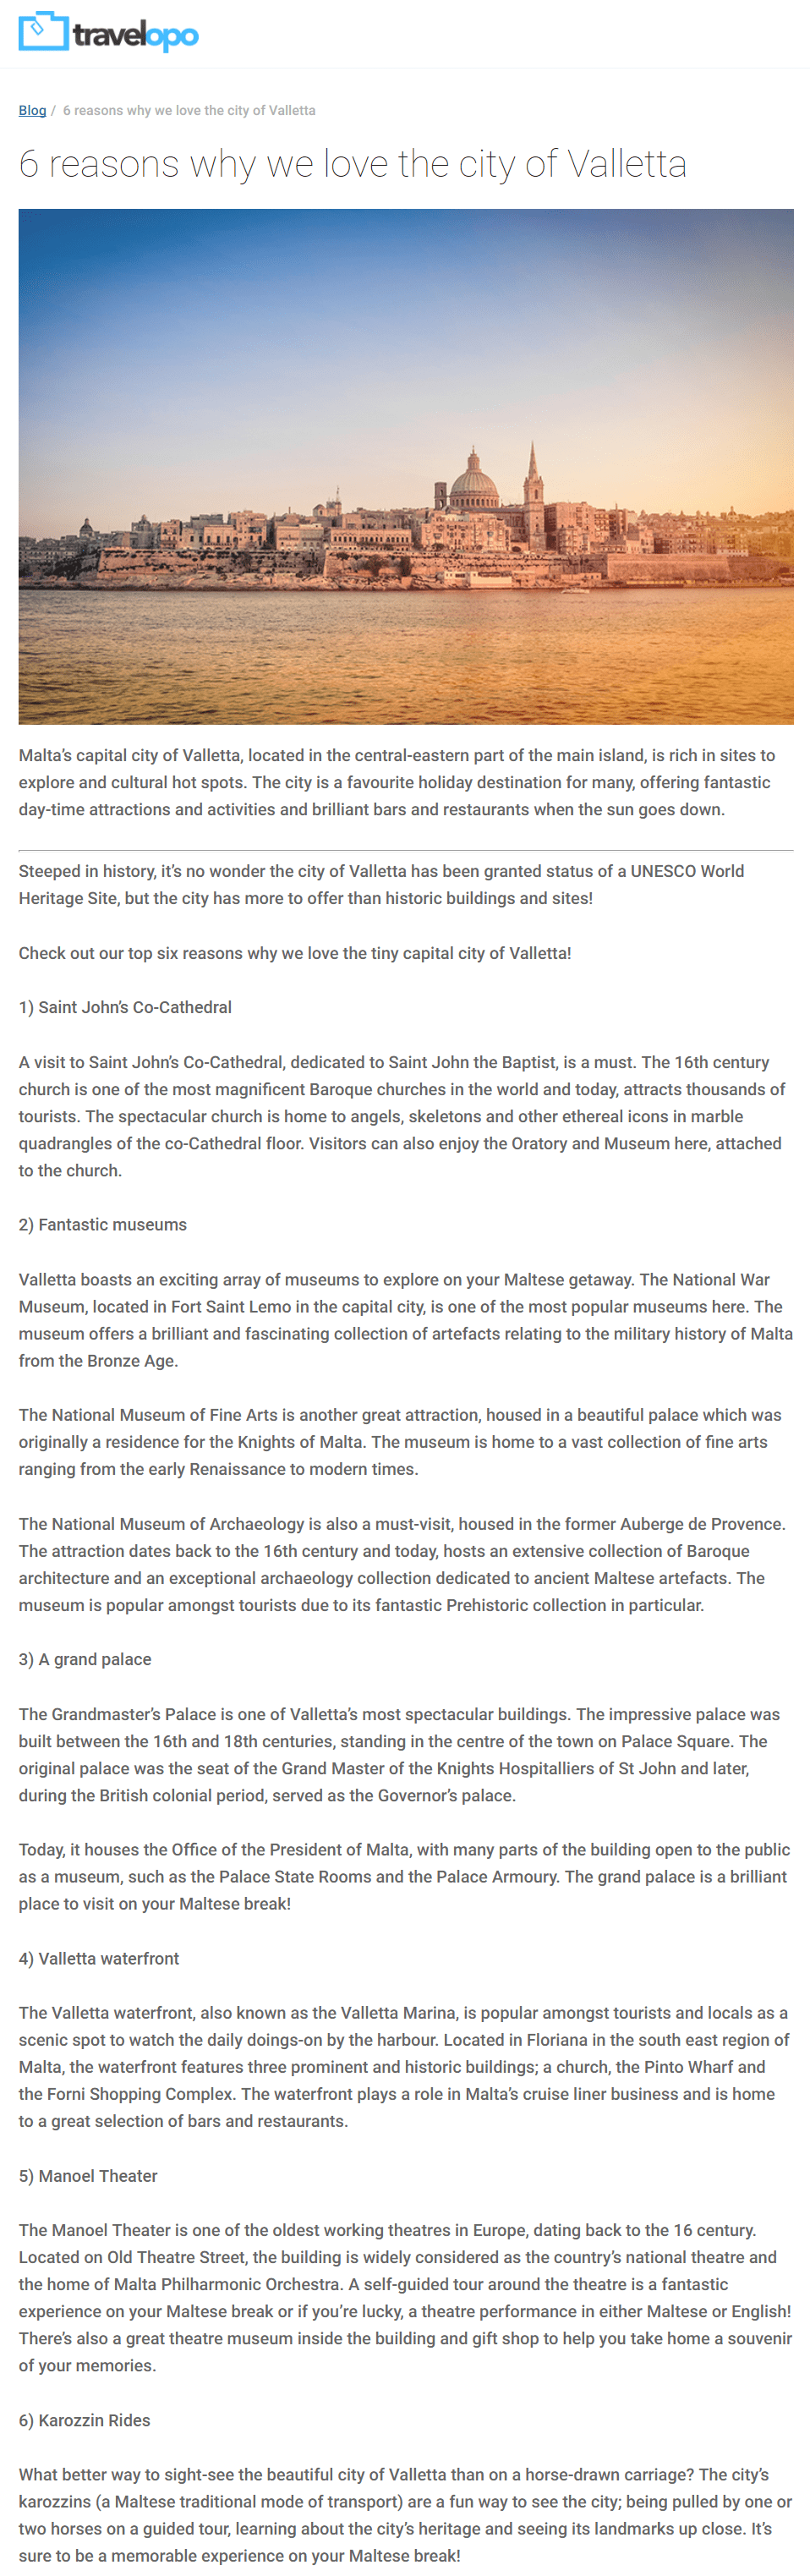 travelopo
Blog / 6 reasons why we love the city of Valletta
6 reasons why we love the city of Valletta
Malta’s capital city of Valletta, located in the central-eastern part of the main island, is rich in sites to
explore and cultural hot spots. The city is a favourite holiday destination for many, offering fantastic
day-time attractions and activities and brilliant bars and restaurants when the sun goes down.
Steeped in history, it’s no wonder the city of Valletta has been granted status of a UNESCO World
Heritage Site, but the city has more to offer than historic buildings and sites!
Check out our top six reasons why we love the tiny capital city of Valletta!
1) Saint John’s Co-Cathedral
A visit to Saint John’s Co-Cathedral, dedicated to Saint John the Baptist, is a must. The 16th century
church is one of the most magnificent Baroque churches in the world and today, attracts thousands of
tourists. The spectacular church is home to angels, skeletons and other ethereal icons in marble
quadrangles of the co-Cathedral floor. Visitors can also enjoy the Oratory and Museum here, attached
to the church.
2) Fantastic museums
Valletta boasts an exciting array of museums to explore on your Maltese getaway. The National War
Museum, located in Fort Saint Lemo in the capital city, is one of the most popular museums here. The
museum offers a brilliant and fascinating collection of artefacts relating to the military history of Malta
from the Bronze Age.
The National Museum of Fine Arts is another great attraction, housed in a beautiful palace which was
originally a residence for the Knights of Malta. The museum is home to a vast collection of fine arts
ranging from the early Renaissance to modern times.
The National Museum of Archaeology is also a must-visit, housed in the former Auberge de Provence.
The attraction dates back to the 16th century and today, hosts an extensive collection of Baroque
architecture and an exceptional archaeology collection dedicated to ancient Maltese artefacts. The
museum is popular amongst tourists due to its fantastic Prehistoric collection in particular.
3) A grand palace
The Grandmaster’s Palace is one of Valletta’s most spectacular buildings. The impressive palace was
built between the 16th and 18th centuries, standing in the centre of the town on Palace Square. The
original palace was the seat of the Grand Master of the Knights Hospitalliers of St John and later,
during the British colonial period, served as the Governor’s palace.
Today, it houses the Office of the President of Malta, with many parts of the building open to the public
as a museum, such as the Palace State Rooms and the Palace Armoury. The grand palace is a brilliant
place to visit on your Maltese break!
4) Valletta waterfront
The Valletta waterfront, also known as the Valletta Marina, is popular amongst tourists and locals as a
scenic spot to watch the daily doings-on by the harbour. Located in Floriana in the south east region of
Malta, the waterfront features three prominent and historic buildings; a church, the Pinto Wharf and
the Forni Shopping Complex. The waterfront plays a role in Malta’s cruise liner business and is home
to a great selection of bars and restaurants.
5) Manoel Theater
The Manoel Theater is one of the oldest working theatres in Europe, dating back to the 16 century.
Located on Old Theatre Street, the building is widely considered as the country’s national theatre and
the home of Malta Philharmonic Orchestra. A self-guided tour around the theatre is a fantastic
experience on your Maltese break or if you’re lucky, a theatre performance in either Maltese or English!
There’s also a great theatre museum inside the building and gift shop to help you take home a souvenir
of your memories.
6) Karozzin Rides
What better way to sight-see the beautiful city of Valletta than on a horse-drawn carriage? The city’s
karozzins (a Maltese traditional mode of transport) are a fun way to see the city; being pulled by one or
two horses on a guided tour, learning about the city’s heritage and seeing its landmarks up close. It’s
sure to be a memorable experience on your Maltese break!